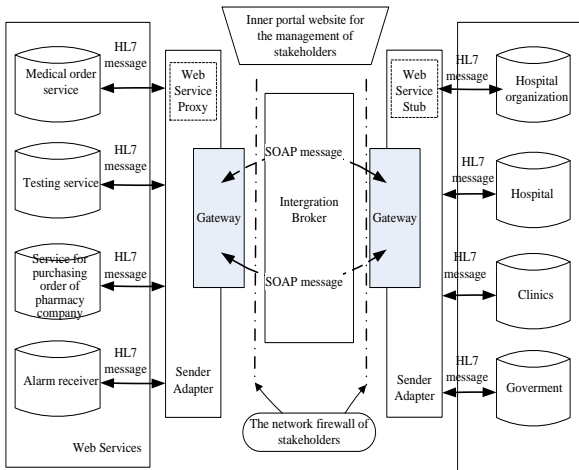 Inner portal website for
the management of
stakeholders
HL7
message
Medical order
service
HL7
message
Testing service
HL7
message
Service for
purchasing
order of
pharmacy
company
HL7
message
Alarm receiver
Web Services
Web
Service
Proxy
Gateway
Sender
Adapter
SOAP message
Intergration
Broker
SOAP message
The network firewall of
stakeholders
Web
Service
Stub
Gateway
Sender
Adapter
HL7
message
Hospital
organization
HL7
message
Hospital
HL7
message
Clinics
HL7
message
Goverment